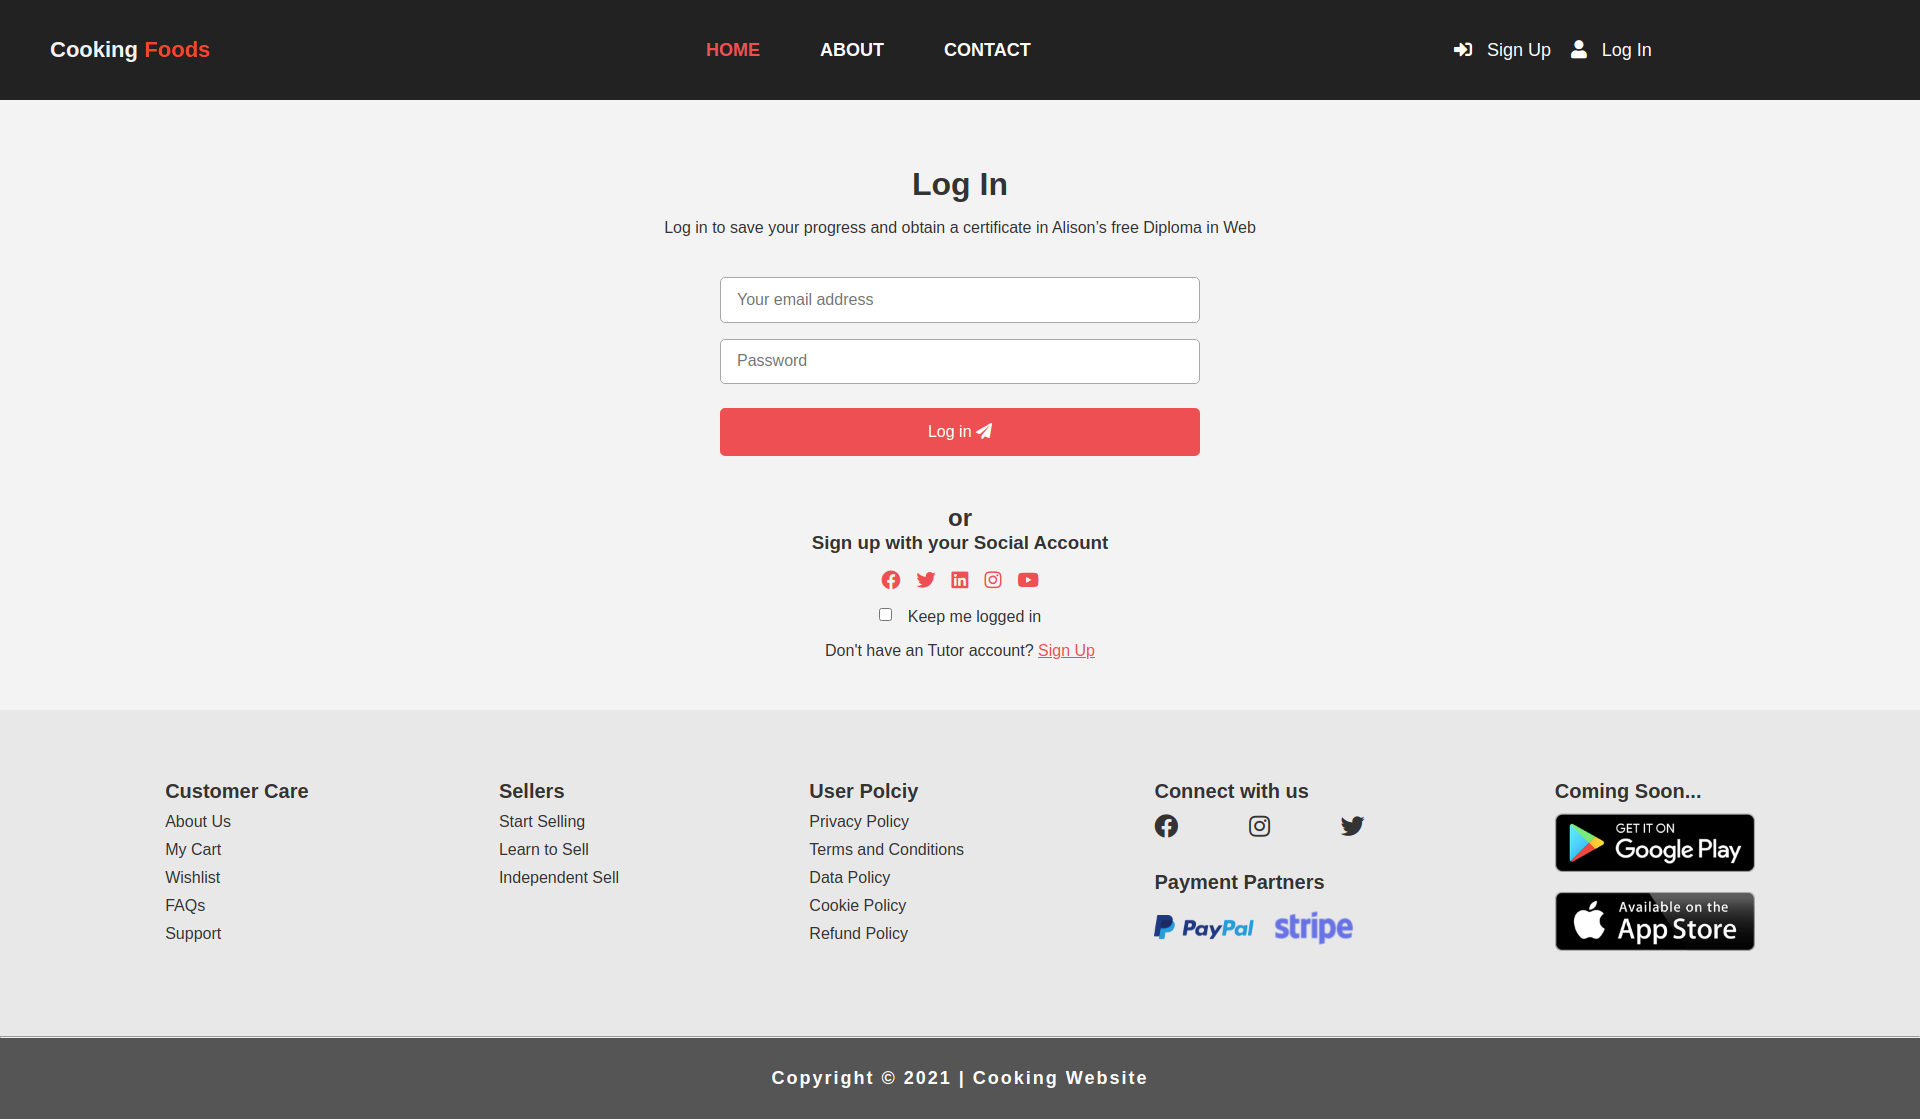 Cooking Foods
HOME ABOUT CONTACT
Sign Up Log In
Log In
Log in to save your progress and obtain a certificate in Alison’s free Diploma in Web
Your email address
Password
Log in
or
Sign up with your Social Account
Keep me logged in
Don't have an Tutor account? Sign Up
Customer Care
About Us
My Cart
Wishlist
FAQs
Support
Sellers
Start Selling
Learn to Sell
Independent Sell
User Polciy
Privacy Policy
Terms and Conditions
Data Policy
Cookie Policy
Refund Policy
Connect with us
Payment Partners
PayPal stripe
Coming Soon...
GET IT ON
Google Play
Available on the
App Store
Copyright © 2021 | Cooking Website